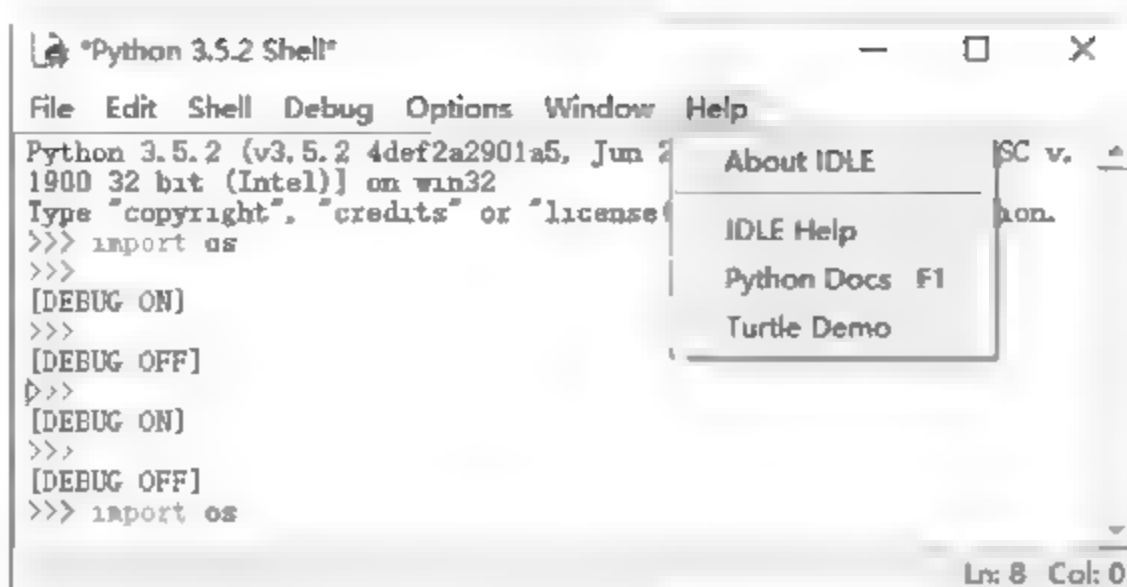 *Python 3.5.2 Shell*
File Edit Shell Debug Options Window Help
Python 3.5.2 (v3.5.2 4def2a2901a5, Jun 2 SC v.
1900 32 bit (Intel)] on win32
Type "copyright", "credits" or "license( ion.
>>> import os
>>>
[DEBUG ON]
>>>
[DEBUG OFF]
>>>
[DEBUG ON]
>>>
[DEBUG OFF]
>>> import os
About IDLE
IDLE Help
Python Docs F1
Turtle Demo
Ln: 8 Col: 0